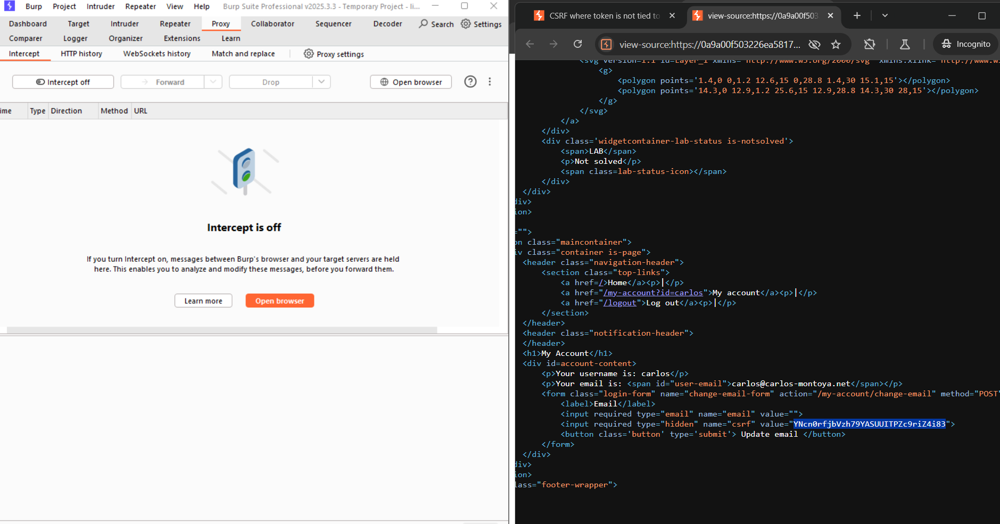 Burp Project Intruder Repeater View Help Burp Suite Professional v2025.3.3 - Temporary Project - li...
Dashboard Target Intruder Repeater Proxy Collaborator Sequencer Decoder Search Settings
Comparer Logger Organizer Extensions Learn
Intercept HTTP history WebSockets history Match and replace Proxy settings
Intercept off Forward Drop Open browser
ime Type Direction Method URL
Intercept is off
If you turn Intercept on, messages between Burp's browser and your target servers are held
here. This enables you to analyze and modify these messages, before you forward them.
Learn more Open browser
CSRF where token is not tied to view-source:https://0a9a00f503
view-source:https://0a9a00f503226ea5817... Incognito
<svg version=1.1 id=Layer_1 xmlns='http://www.w3.org/2000/svg' xmlns:xlink='http://www.w
<g>
<polygon points='1.4,0 0,1.2 12.6,15 0,28.8 1.4,30 15.1,15'></polygon>
<polygon points='14.3,0 12.9,1.2 25.6,15 12.9,28.8 14.3,30 28,15'></polygon>
</g>
</svg>
</a>
</div>
<div class='widgetcontainer-lab-status is-notsolved'>
<span>LAB</span>
<p>Not solved</p>
<span class=lab-status-icon></span>
</div>
</div>
div>
ion>
="">
on class="maincontainer">
iv class="container is-page">
<header class="navigation-header">
<section class="top-links">
<a href=/>Home</a><p>|</p>
<a href="/my-account?id=carlos">My account</a><p>|</p>
<a href="/logout">Log out</a><p>|</p>
</section>
</header>
<header class="notification-header">
</header>
<h1>My Account</h1>
<div id=account-content>
<p>Your username is: carlos</p>
<p>Your email is: <span id="user-email">carlos@carlos-montoya.net</span></p>
<form class="login-form" name="change-email-form" action="/my-account/change-email" method="POST"
<label>Email</label>
<input required type="email" name="email" value="">
<input required type="hidden" name="csrf" value="YNcn0rfjbVzh79YASUUITPZc9riZ4i83">
<button class='button' type='submit'> Update email </button>
</form>
</div>
div>
ion>
lass="footer-wrapper">